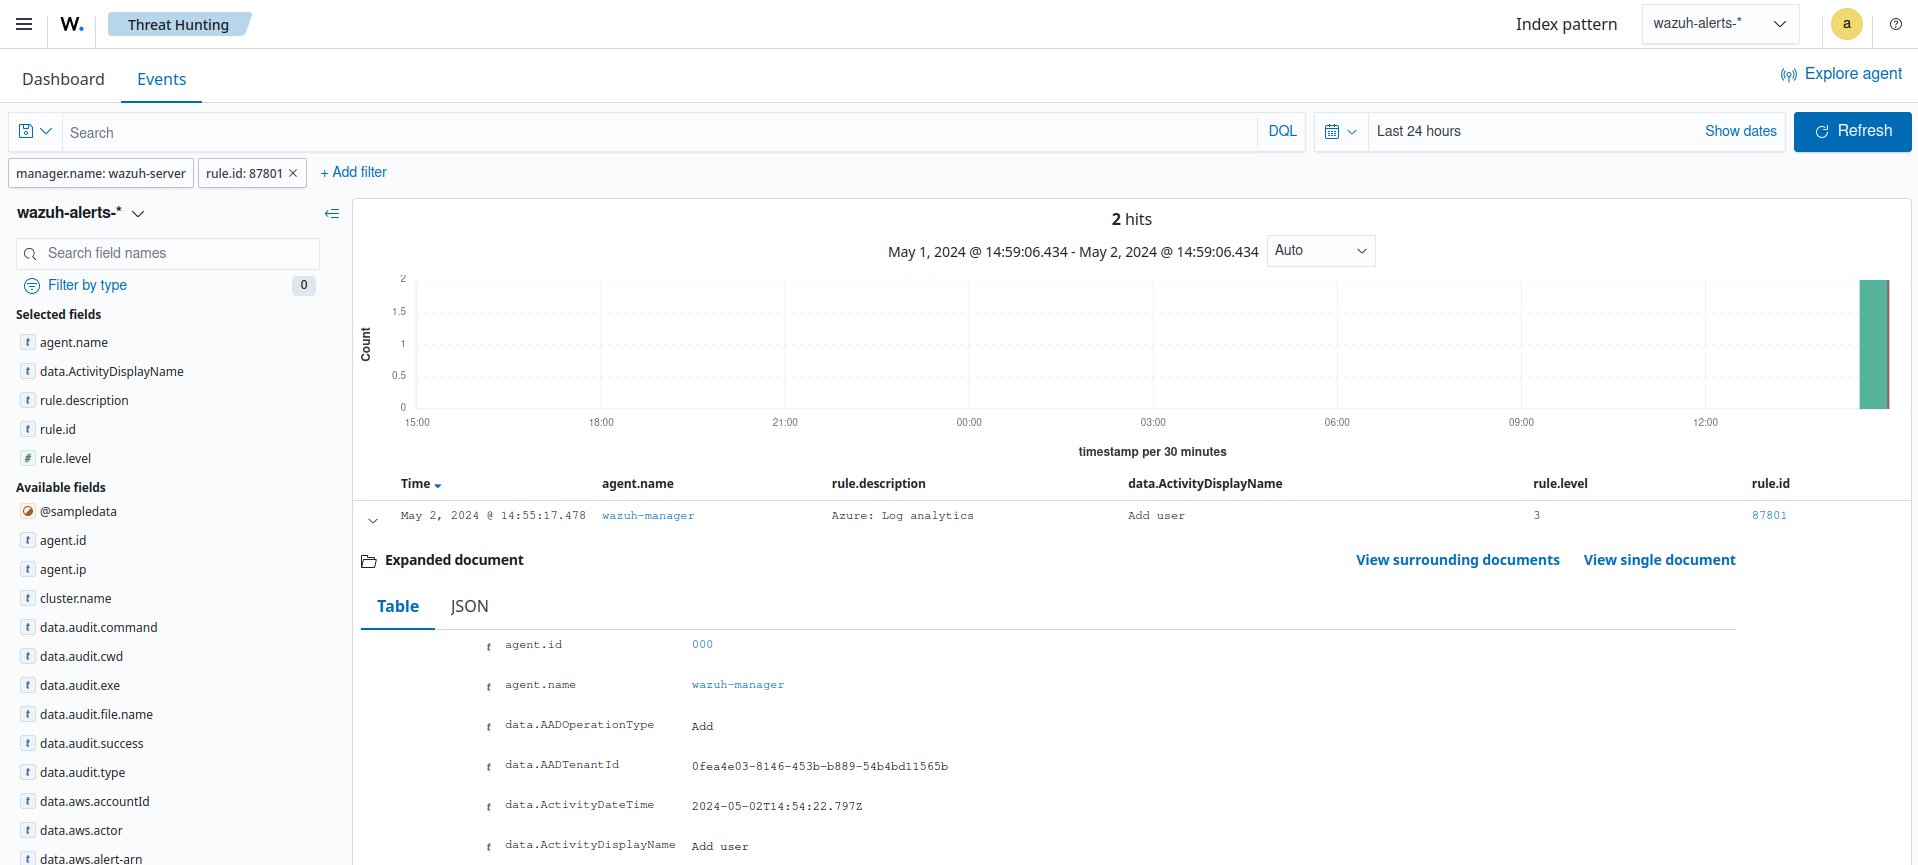 W.
Threat Hunting
Index pattern
wazuh-alerts-*
a
Dashboard
Events
Explore agent
Search
DQL
Last 24 hours
Show dates
Refresh
manager.name: wazuh-server
rule.id: 87801 ×
+ Add filter
wazuh-alerts-*
Search field names
Filter by type
0
Selected fields
t agent.name
t data.ActivityDisplayName
t rule.description
t rule.id
# rule.level
Available fields
@sampledata
t agent.id
t agent.ip
t cluster.name
t data.audit.command
t data.audit.cwd
t data.audit.exe
t data.audit.file.name
t data.audit.success
t data.audit.type
t data.aws.accountId
t data.aws.actor
t data.aws.alert-arn
2 hits
May 1, 2024 @ 14:59:06.434 - May 2, 2024 @ 14:59:06.434
Auto
Count
2
1.5
1
0.5
0
15:00 18:00 21:00 00:00 03:00 06:00 09:00 12:00
timestamp per 30 minutes
Time agent.name rule.description data.ActivityDisplayName rule.level rule.id
May 2, 2024 @ 14:55:17.478 wazuh-manager Azure: Log analytics Add user 3 87801
Expanded document
View surrounding documents
View single document
Table
JSON
t agent.id 000
t agent.name wazuh-manager
t data.AADOperationType Add
t data.AADTenantId 0fea4e03-8146-453b-b889-54b4bd11565b
t data.ActivityDateTime 2024-05-02T14:54:22.797Z
t data.ActivityDisplayName Add user